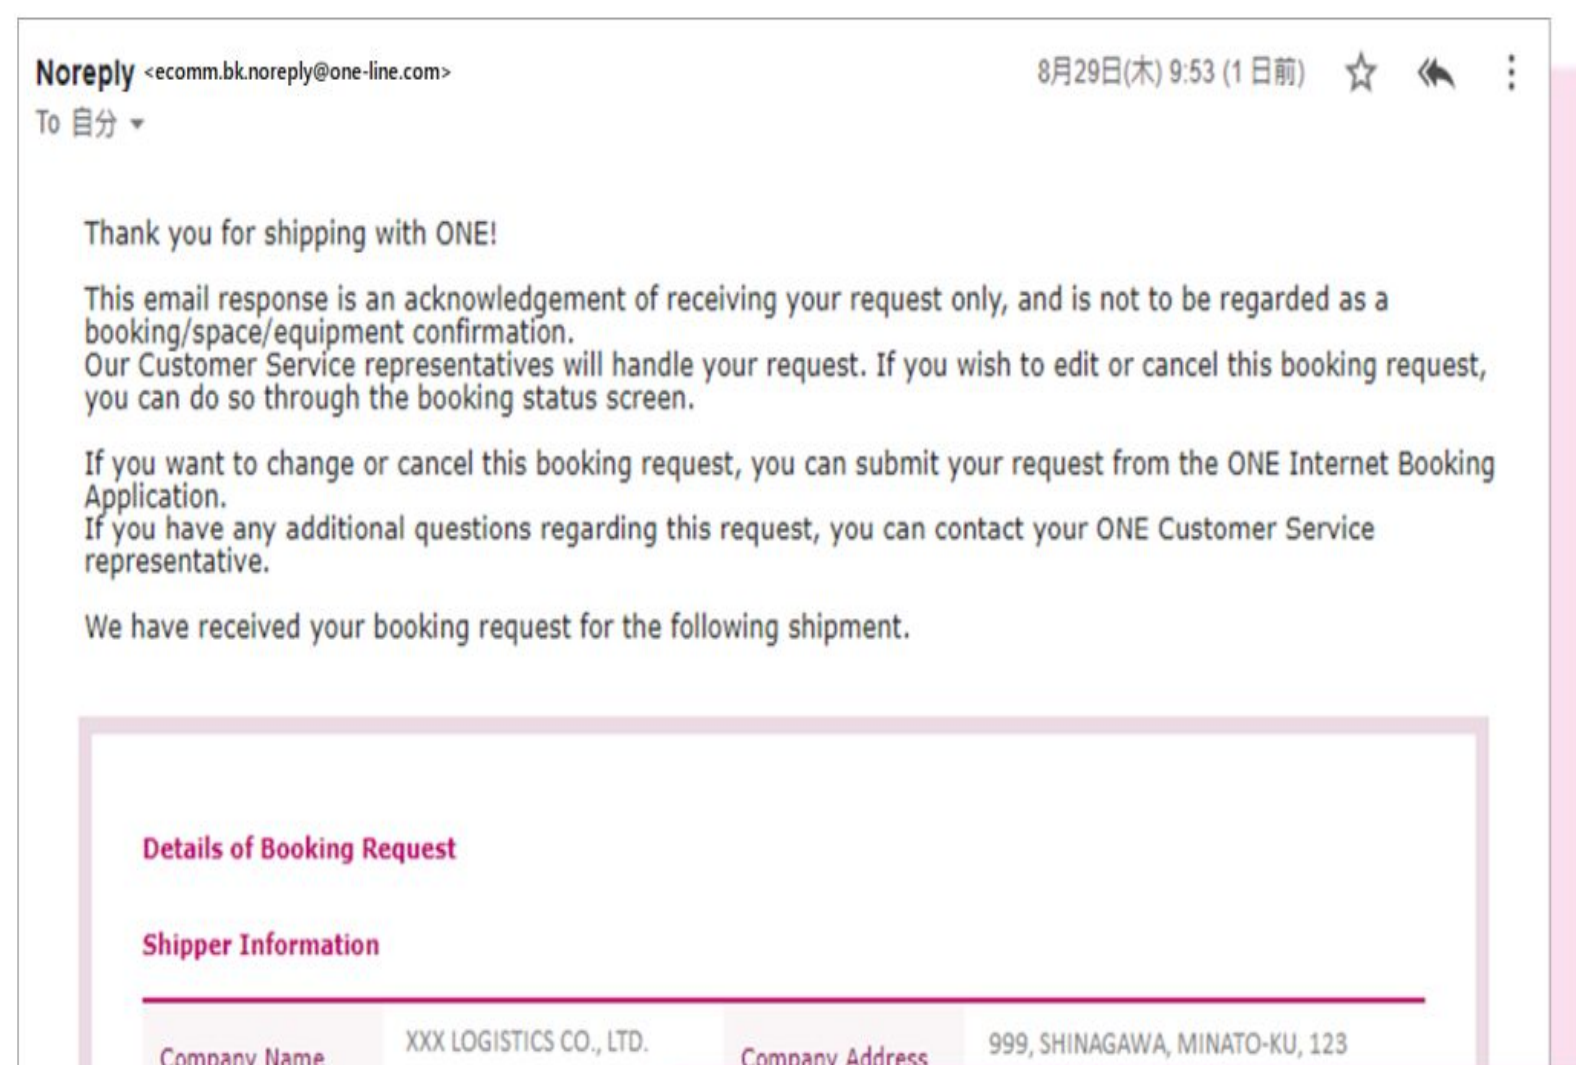 Noreply <ecomm.bk.noreply@one-line.com>
8月29日(木) 9:53 (1 日前)
To 自分
Thank you for shipping with ONE!
This email response is an acknowledgement of receiving your request only, and is not to be regarded as a
booking/space/equipment confirmation.
Our Customer Service representatives will handle your request. If you wish to edit or cancel this booking request,
you can do so through the booking status screen.
If you want to change or cancel this booking request, you can submit your request from the ONE Internet Booking
Application.
If you have any additional questions regarding this request, you can contact your ONE Customer Service
representative.
We have received your booking request for the following shipment.
Details of Booking Request
Shipper Information
Company Name
XXX LOGISTICS CO., LTD.
Company Address
999, SHINAGAWA, MINATO-KU, 123